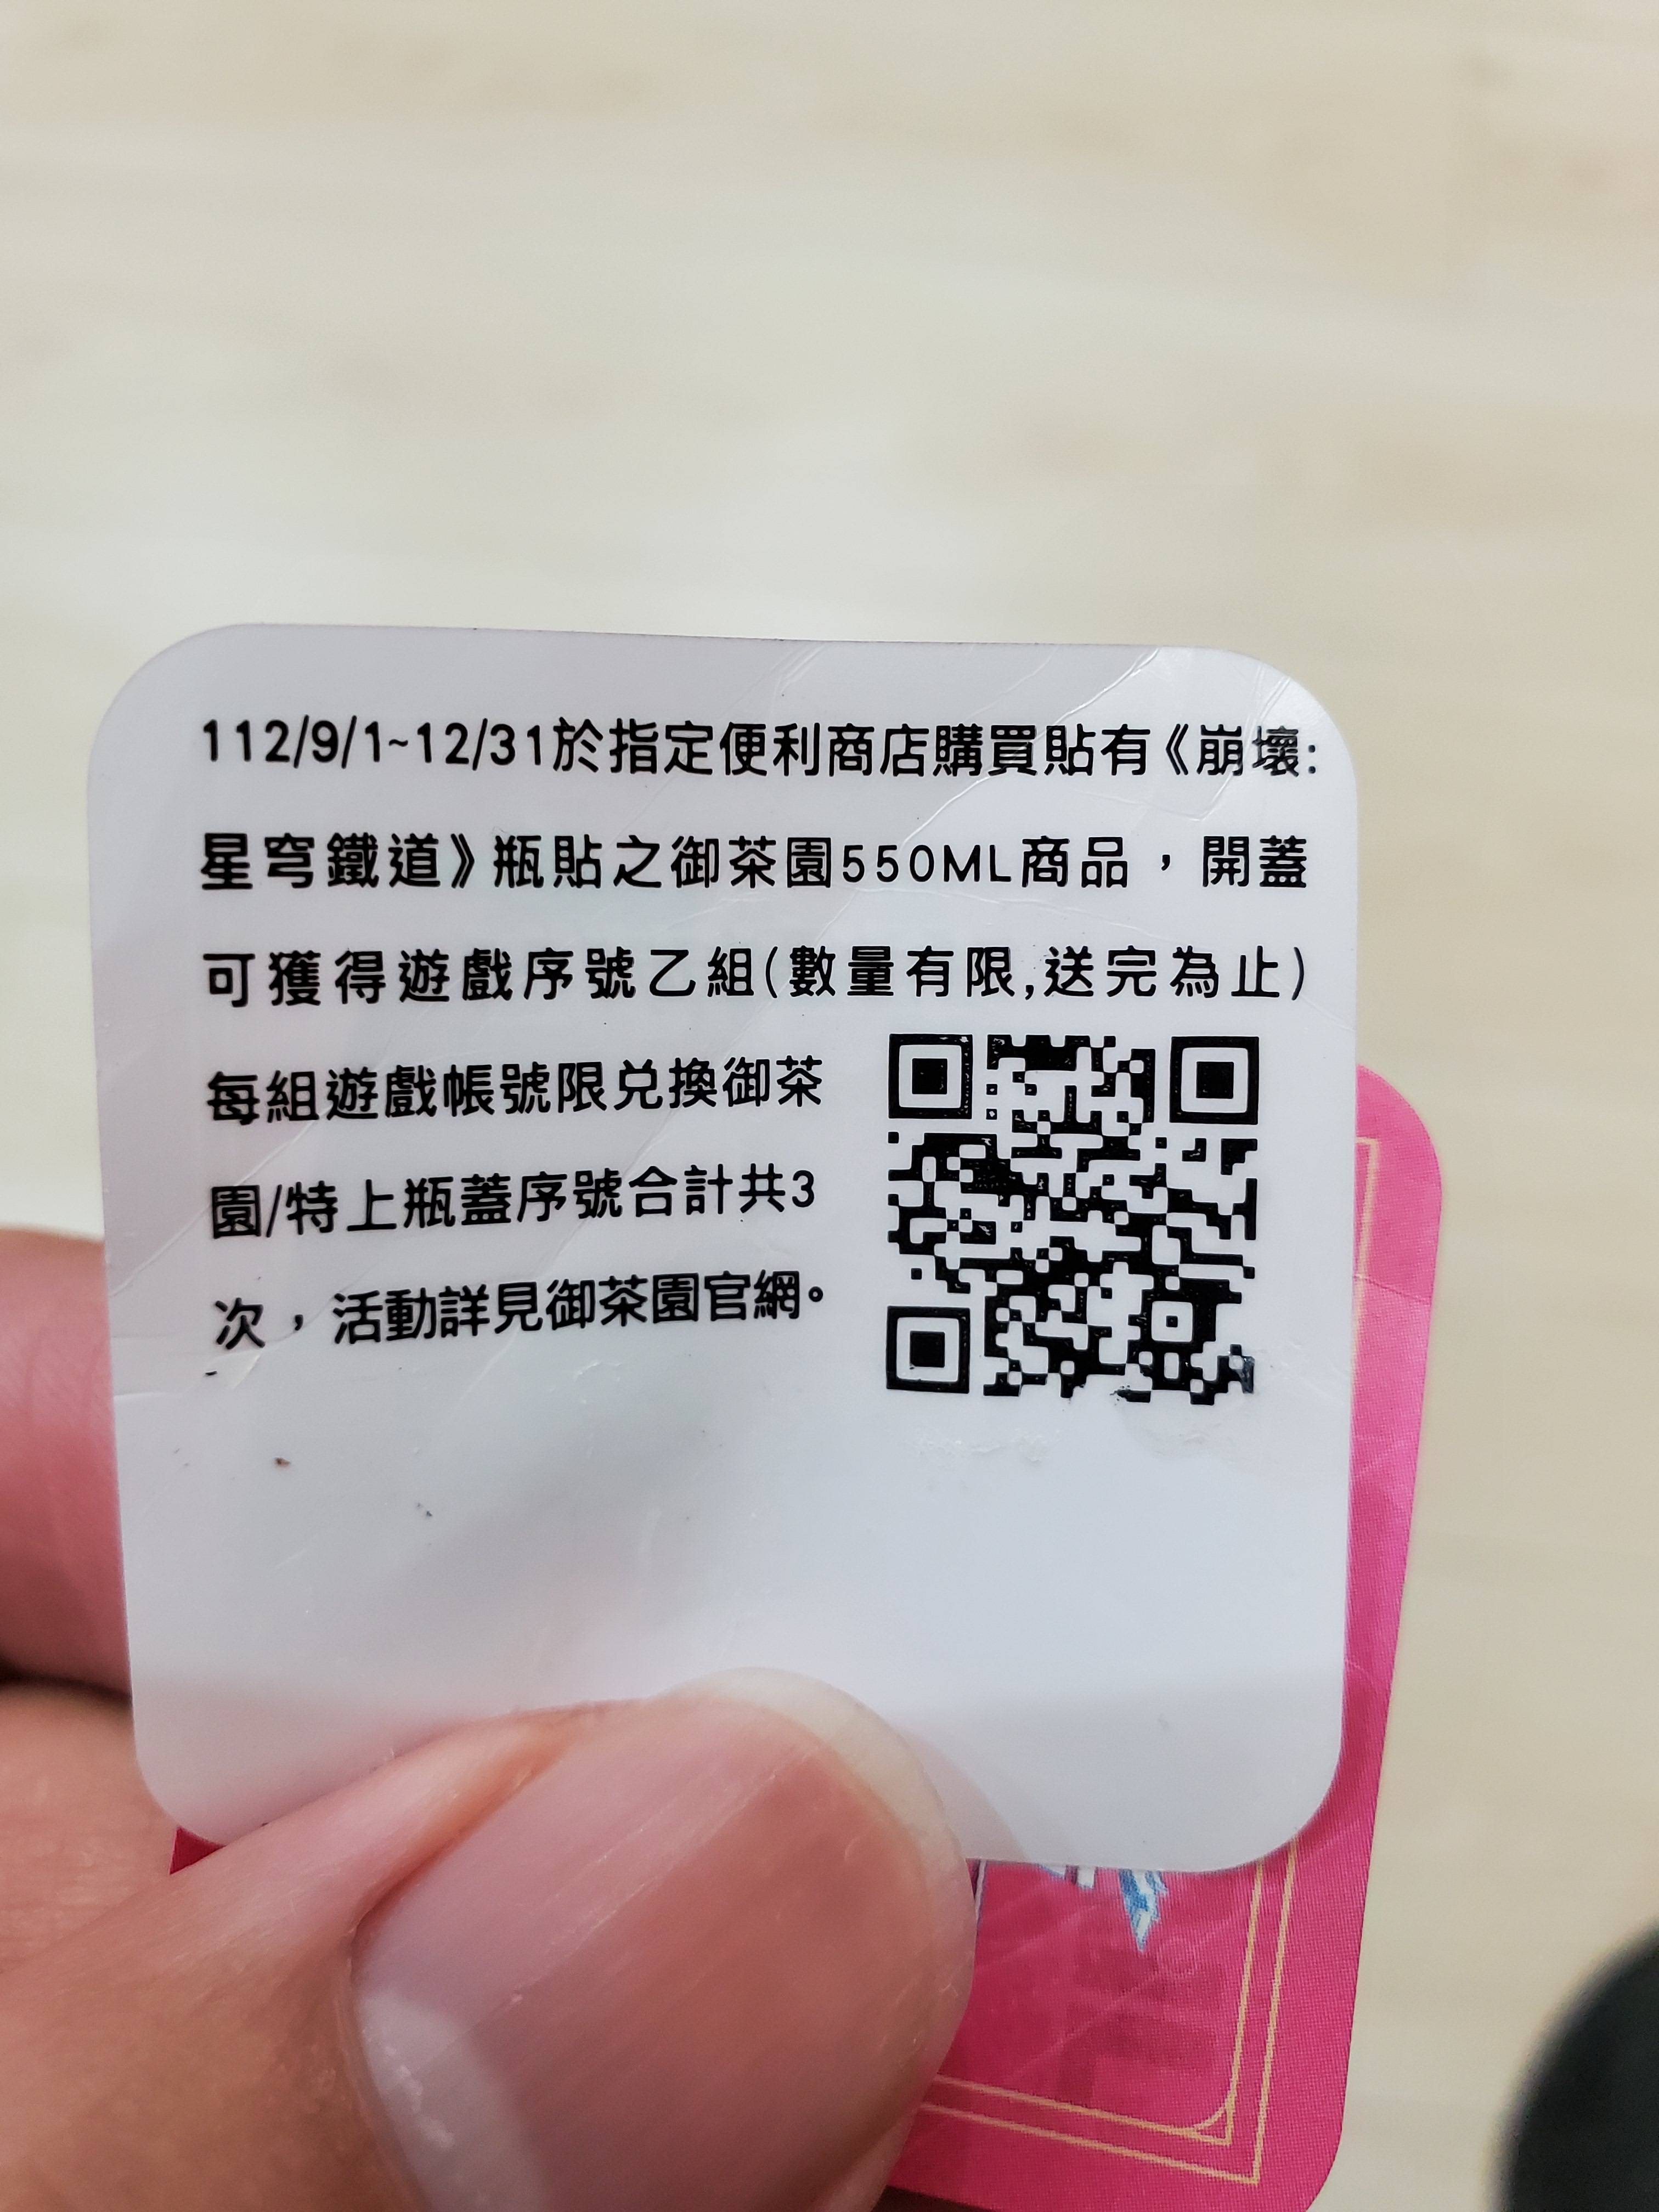 112/9/1~12/31於指定便利商店購買貼有《崩壞:
星穹鐵道》瓶貼之御茶園550ML商品，開蓋
可獲得遊戲序號乙組(數量有限,送完為止)
每組遊戲帳號限兌換御茶
園/特上瓶蓋序號合計共3
次，活動詳見御茶園官網。